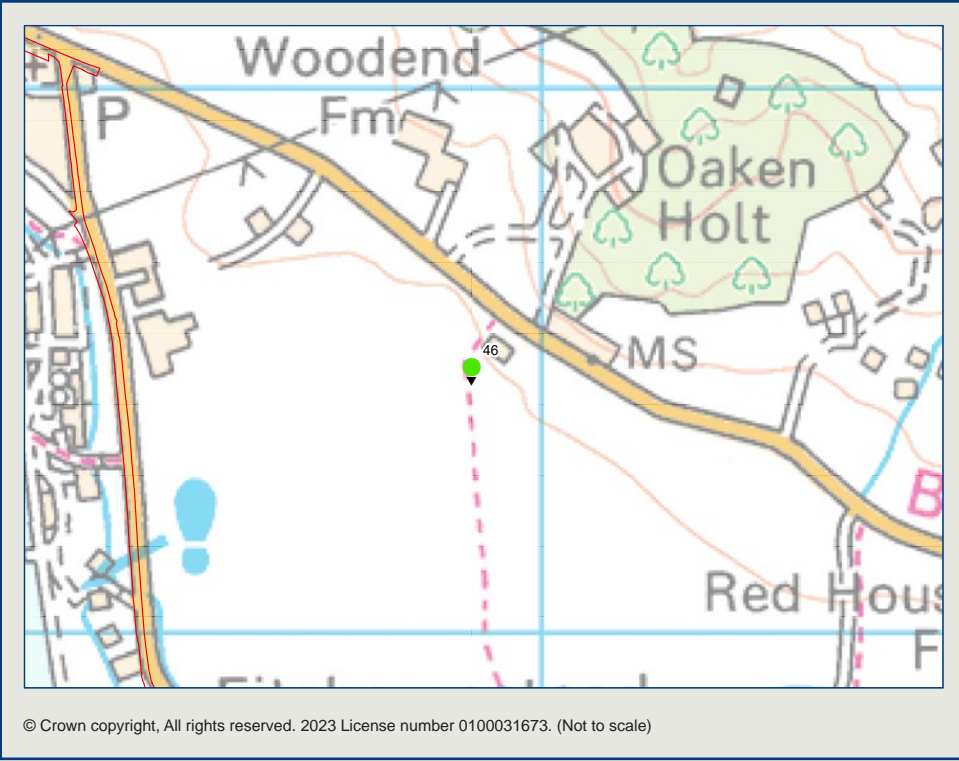 Woodend
Fm
P
Oaken
Holt
46
MS
B
Red Hous
F
© Crown copyright, All rights reserved. 2023 License number 0100031673. (Not to scale)